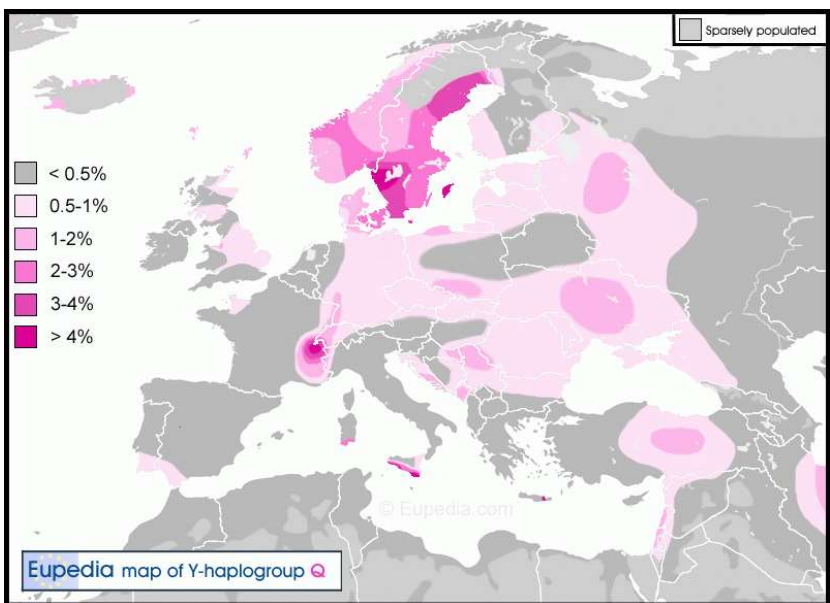 Sparsely populated
< 0.5%
0.5-1%
1-2%
2-3%
3-4%
> 4%
© Eupedia.com
Eupedia map of Y-haplogroup Q